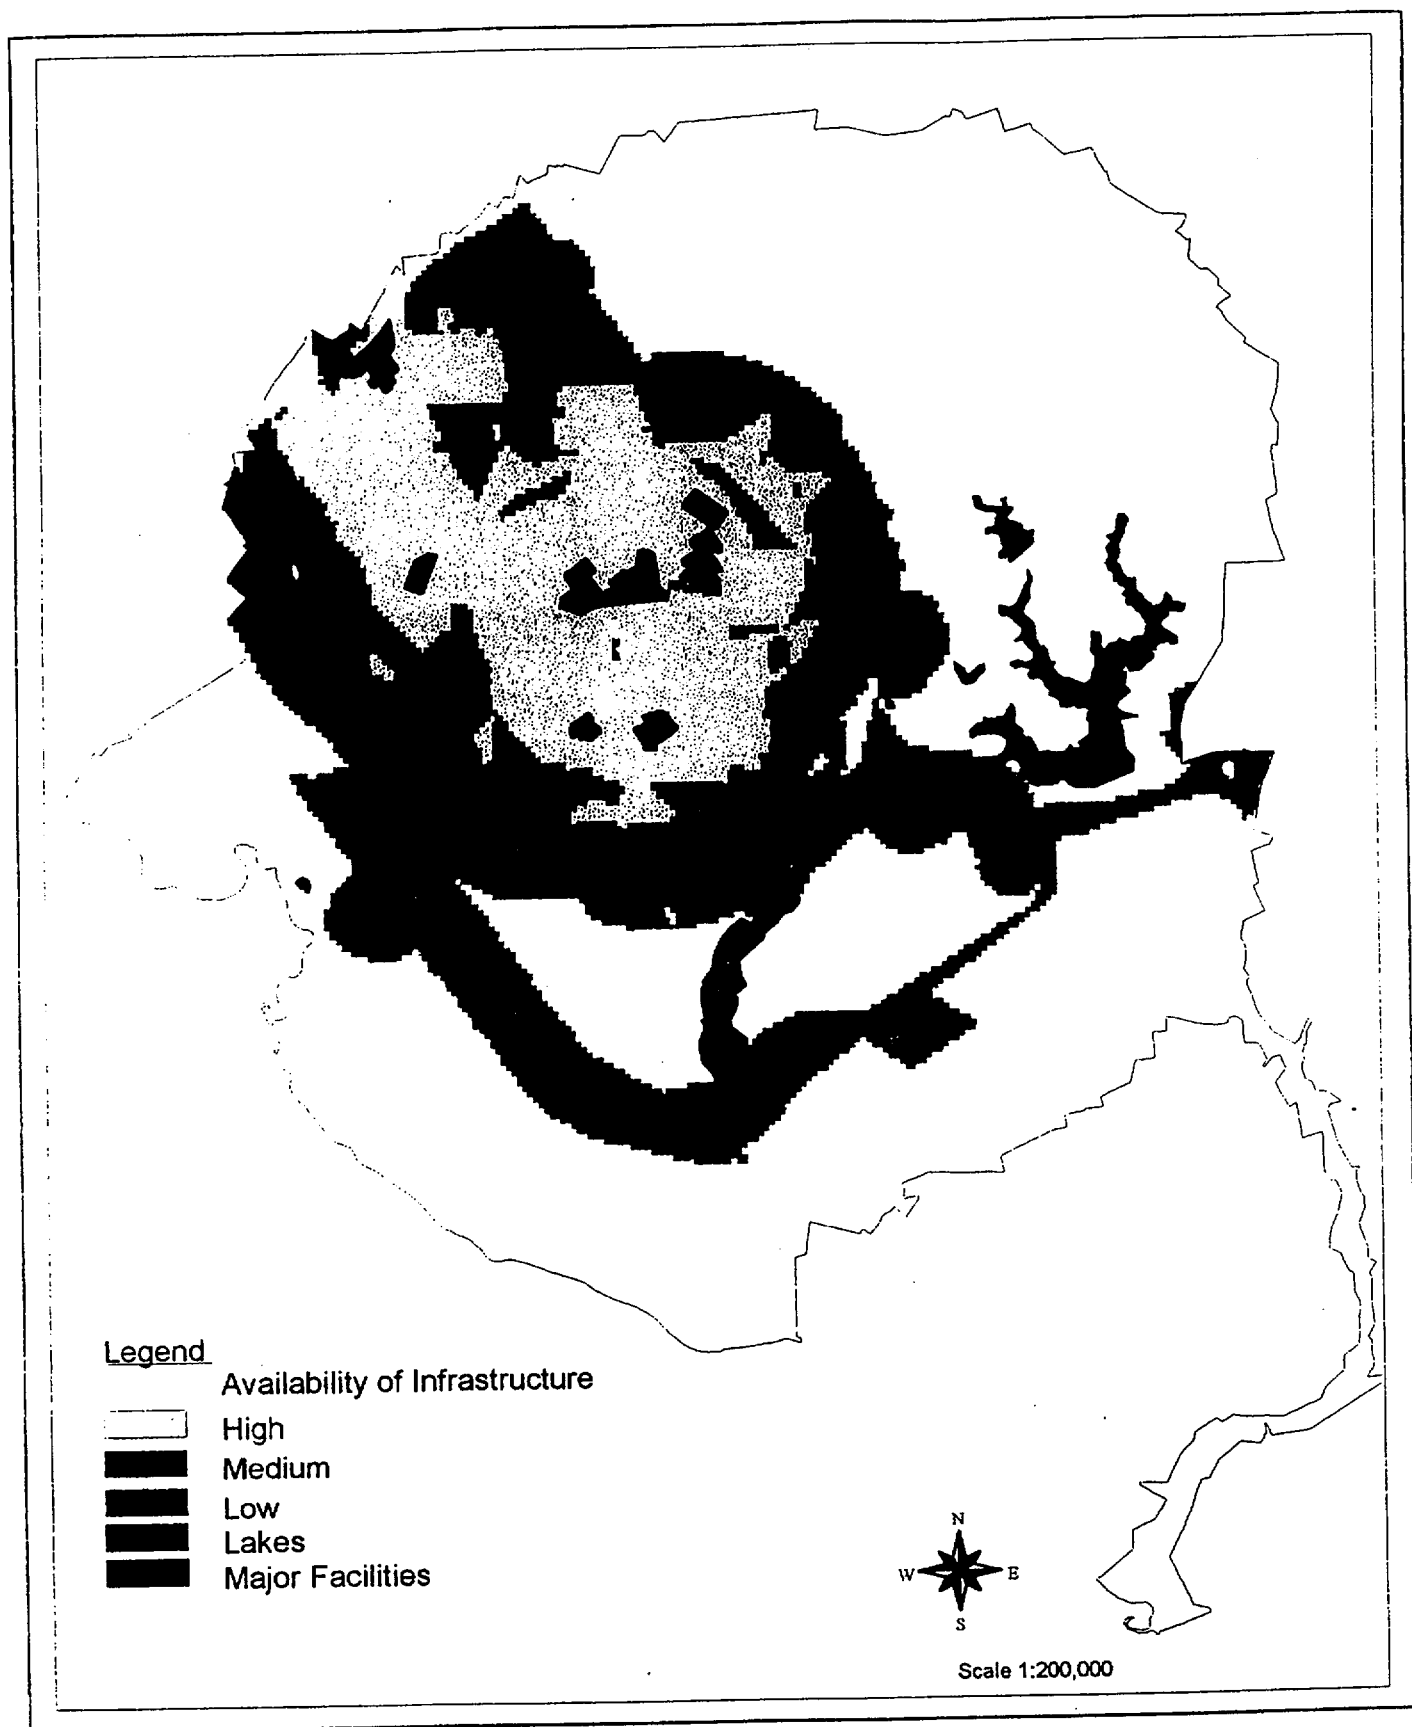 Legend
Availability of Infrastructure
High
Medium
Low
Lakes
Major Facilities
N
W E
S
Scale 1:200,000